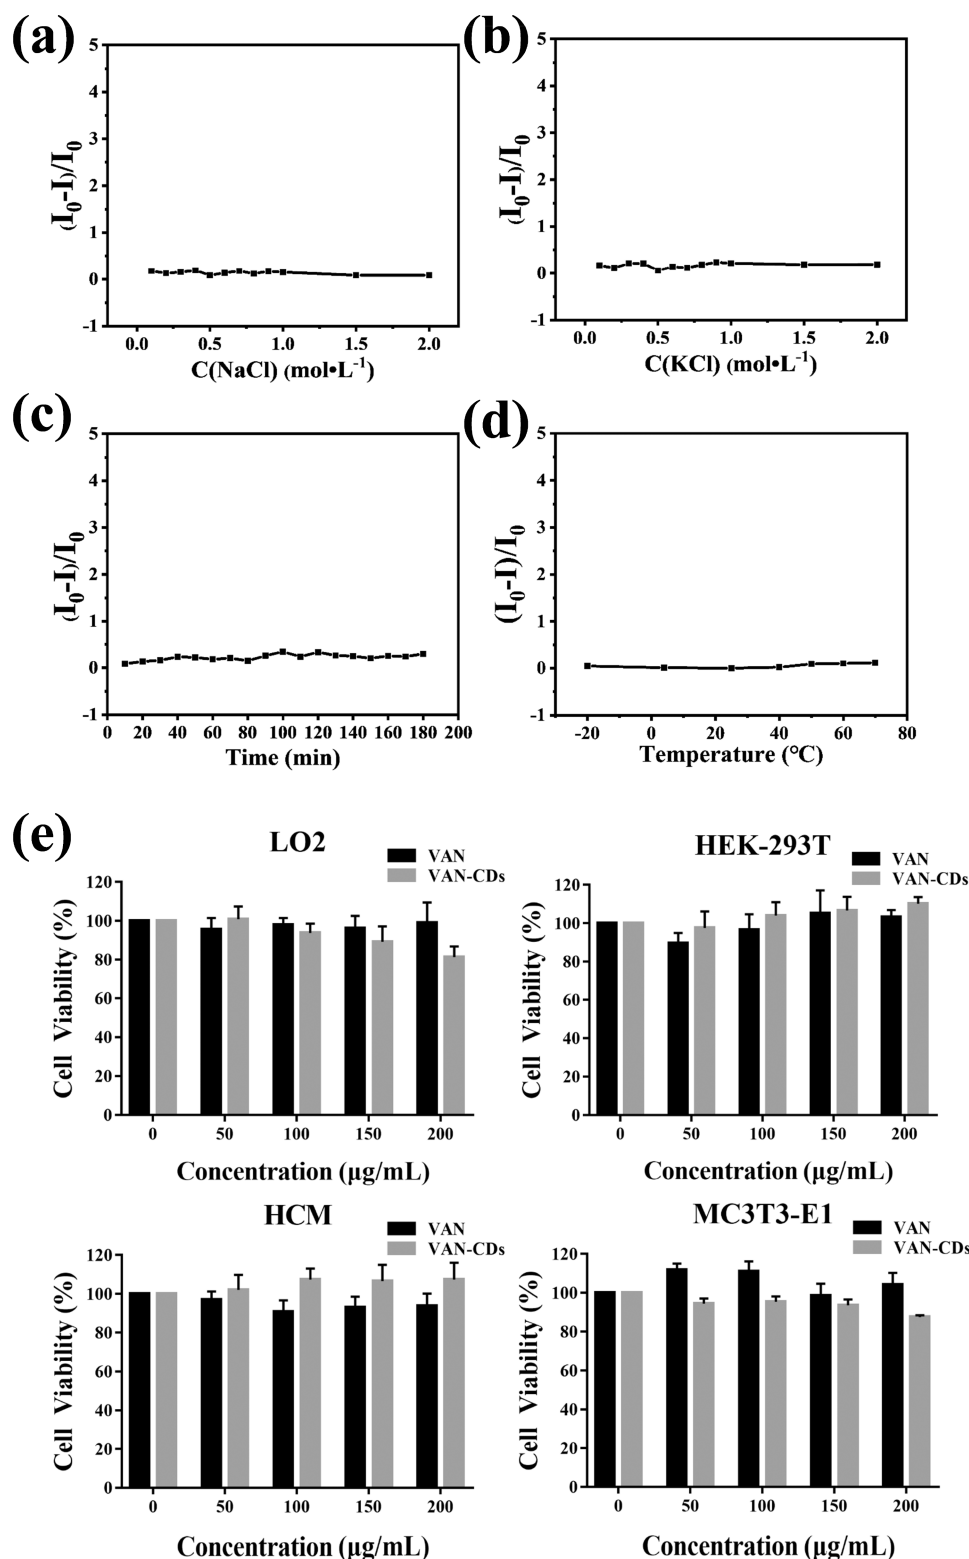 (a)
5
4
3
2
1
0
-1
(I0-I)/I0
0.0 0.5 1.0 1.5 2.0
C(NaCl) (mol•L-1)
(b)
5
4
3
2
1
0
-1
(I0-I)/I0
0.0 0.5 1.0 1.5 2.0
C(KCl) (mol•L-1)
(c)
5
4
3
2
1
0
-1
(I0-I)/I0
0 20 40 60 80 100 120 140 160 180 200
Time (min)
(d)
5
4
3
2
1
0
-1
(I0-I)/I0
-20 0 20 40 60 80
Temperature (°C)
(e)
LO2
VAN
VAN-CDs
120
100
80
60
40
20
0
Cell Viability (%)
0 50 100 150 200
Concentration (μg/mL)
HEK-293T
VAN
VAN-CDs
120
100
80
60
40
20
0
Cell Viability (%)
0 50 100 150 200
Concentration (μg/mL)
HCM
VAN
VAN-CDs
120
100
80
60
40
20
0
Cell Viability (%)
0 50 100 150 200
Concentration (μg/mL)
MC3T3-E1
VAN
VAN-CDs
120
100
80
60
40
20
0
Cell Viability (%)
0 50 100 150 200
Concentration (μg/mL)